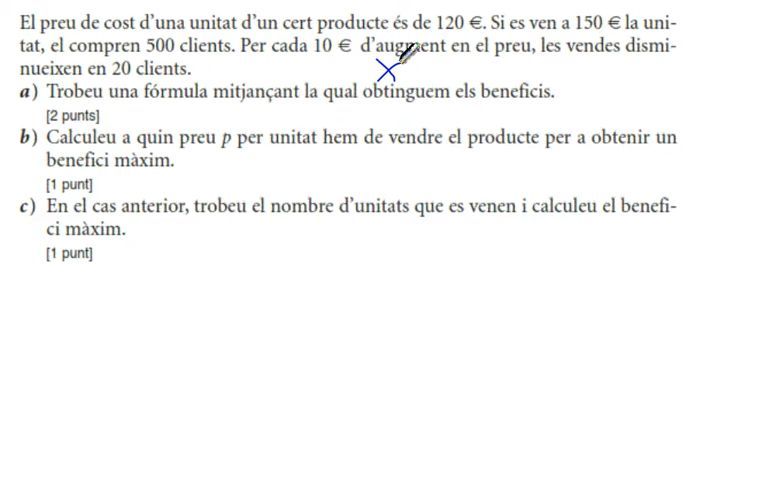 El preu de cost d'una unitat d'un cert producte és de 120 €. Si es ven a 150 € la uni-
tat, el compren 500 clients. Per cada 10 € d'augment en el preu, les vendes dismi-
nueixen en 20 clients.
x
a) Trobeu una fórmula mitjançant la qual obtinguem els beneficis.
[2 punts]
b) Calculeu a quin preu p per unitat hem de vendre el producte per a obtenir un
benefici màxim.
[1 punt]
c) En el cas anterior, trobeu el nombre d'unitats que es venen i calculeu el benefi-
ci màxim.
[1 punt]